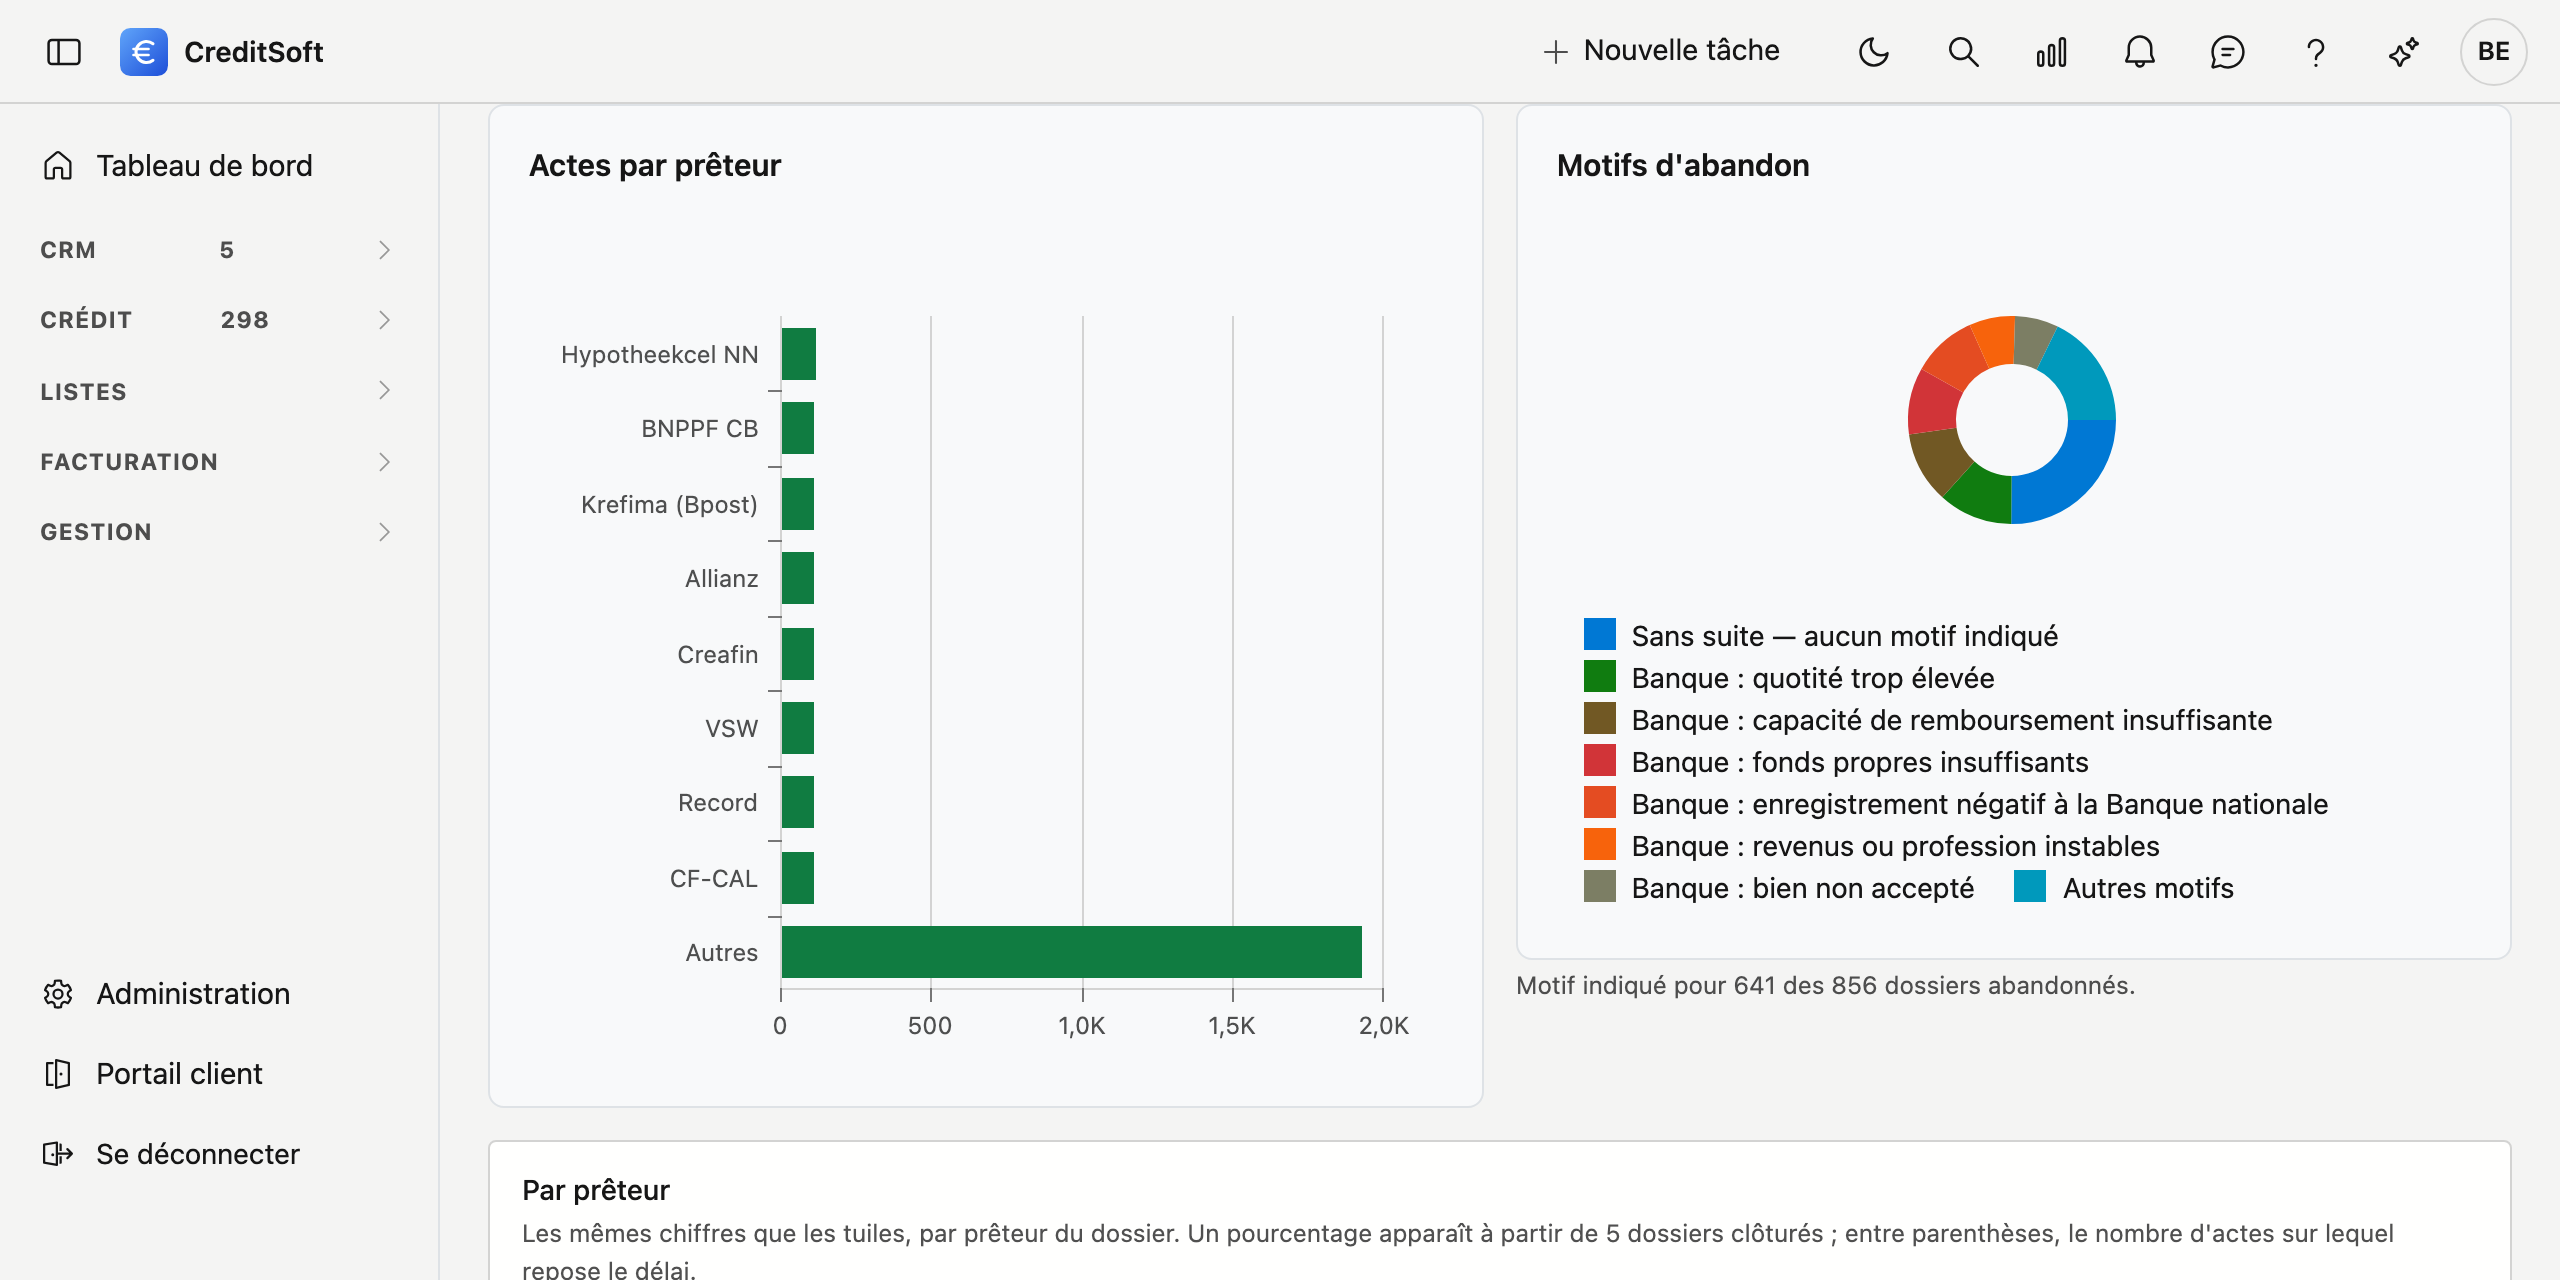 CreditSoft
Nouvelle tâche
BE
Tableau de bord
CRM 5
CRÉDIT 298
LISTES
FACTURATION
GESTION
Administration
Portail client
Se déconnecter
Actes par prêteur
Hypotheekcel NN
BNPPF CB
Krefima (Bpost)
Allianz
Creafin
VSW
Record
CF-CAL
Autres
0 500 1,0K 1,5K 2,0K
Motifs d'abandon
Sans suite — aucun motif indiqué
Banque : quotité trop élevée
Banque : capacité de remboursement insuffisante
Banque : fonds propres insuffisants
Banque : enregistrement négatif à la Banque nationale
Banque : revenus ou profession instables
Banque : bien non accepté Autres motifs
Motif indiqué pour 641 des 856 dossiers abandonnés.
Par prêteur
Les mêmes chiffres que les tuiles, par prêteur du dossier. Un pourcentage apparaît à partir de 5 dossiers clôturés ; entre parenthèses, le nombre d'actes sur lequel
repose le délai.